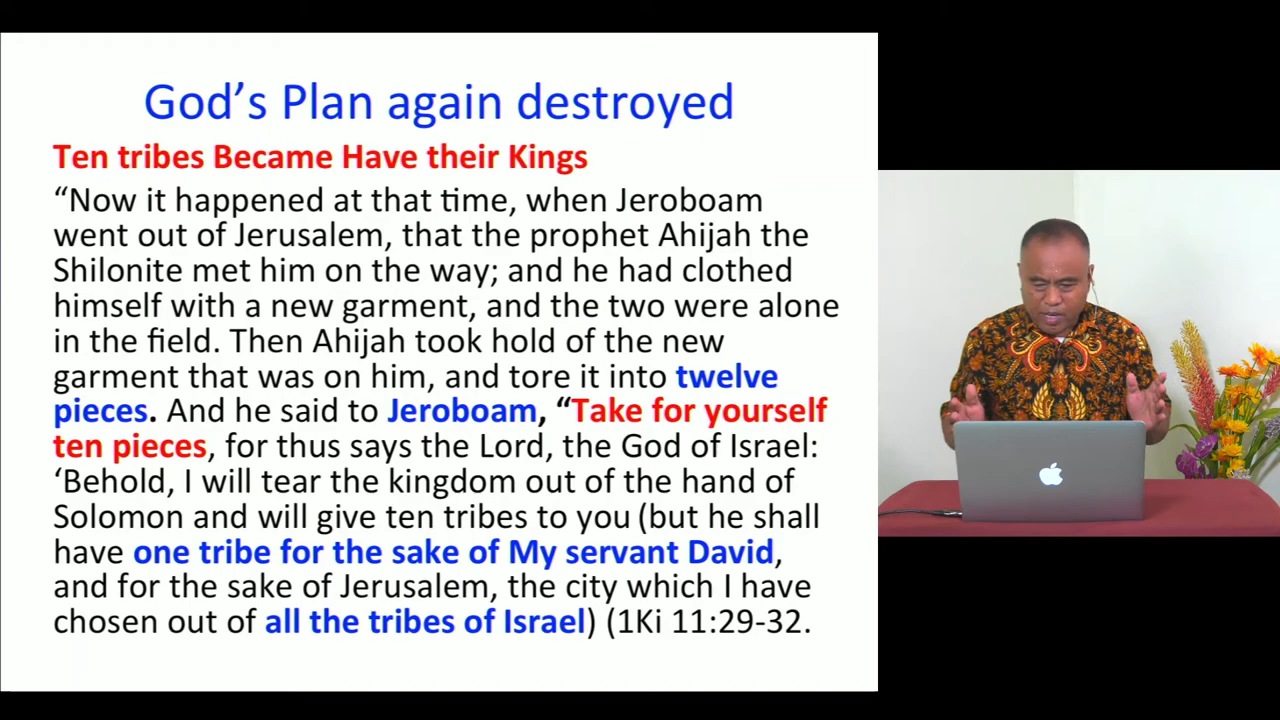 God’s Plan again destroyed
Ten tribes Became Have their Kings
“Now it happened at that time, when Jeroboam
went out of Jerusalem, that the prophet Ahijah the
Shilonite met him on the way; and he had clothed
himself with a new garment, and the two were alone
in the field. Then Ahijah took hold of the new
garment that was on him, and tore it into twelve
pieces. And he said to Jeroboam, “Take for yourself
ten pieces, for thus says the Lord, the God of Israel:
‘Behold, I will tear the kingdom out of the hand of
Solomon and will give ten tribes to you (but he shall
have one tribe for the sake of My servant David,
and for the sake of Jerusalem, the city which I have
chosen out of all the tribes of Israel) (1Ki 11:29-32.